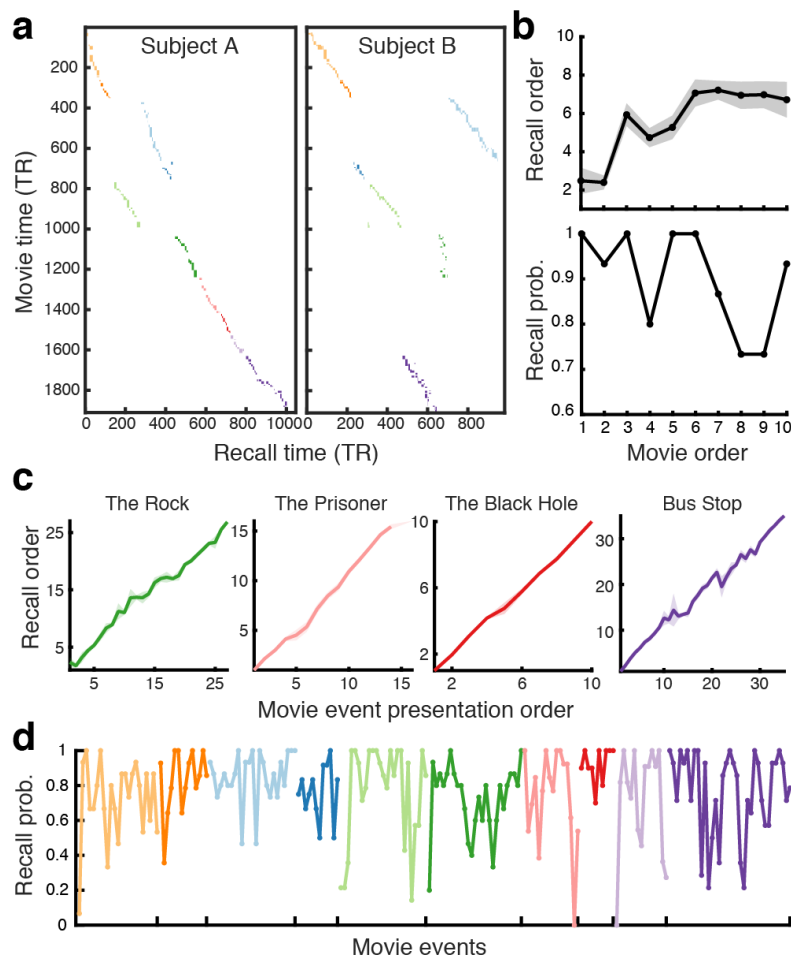 a
Subject A
Subject B
Movie time (TR)
200
400
600
800
1000
1200
1400
1600
1800
0 200 400 600 800 1000
0 200 400 600 800
Recall time (TR)
b
Recall order
10
8
6
4
2
Recall prob.
1
0.9
0.8
0.7
0.6
1 2 3 4 5 6 7 8 9 10
Movie order
c
The Rock
The Prisoner
The Black Hole
Bus Stop
Recall order
25
15
5
5 15 25
15
10
5
5 10 15
10
6
2
2 6 10
30
20
10
10 20 30
Movie event presentation order
d
Recall prob.
1
0.8
0.6
0.4
0.2
0
Movie events